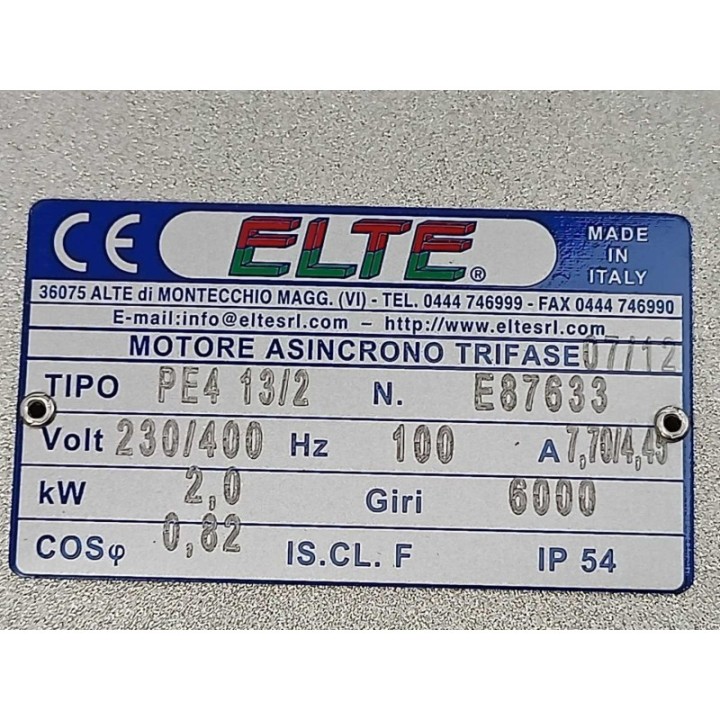 CE ELTE ® MADE IN ITALY
36075 ALTE di MONTECCHIO MAGG. (VI) - TEL. 0444 746999 - FAX 0444 746990
E-mail:info@eltesrl.com – http://www.eltesrl.com
MOTORE ASINCRONO TRIFASE 07/12
TIPO PE4 13/2 N. E87633
Volt 230/400 Hz 100 A 7,70/4,45
kW 2,0 Giri 6000
COSφ 0,82 IS.CL. F IP 54